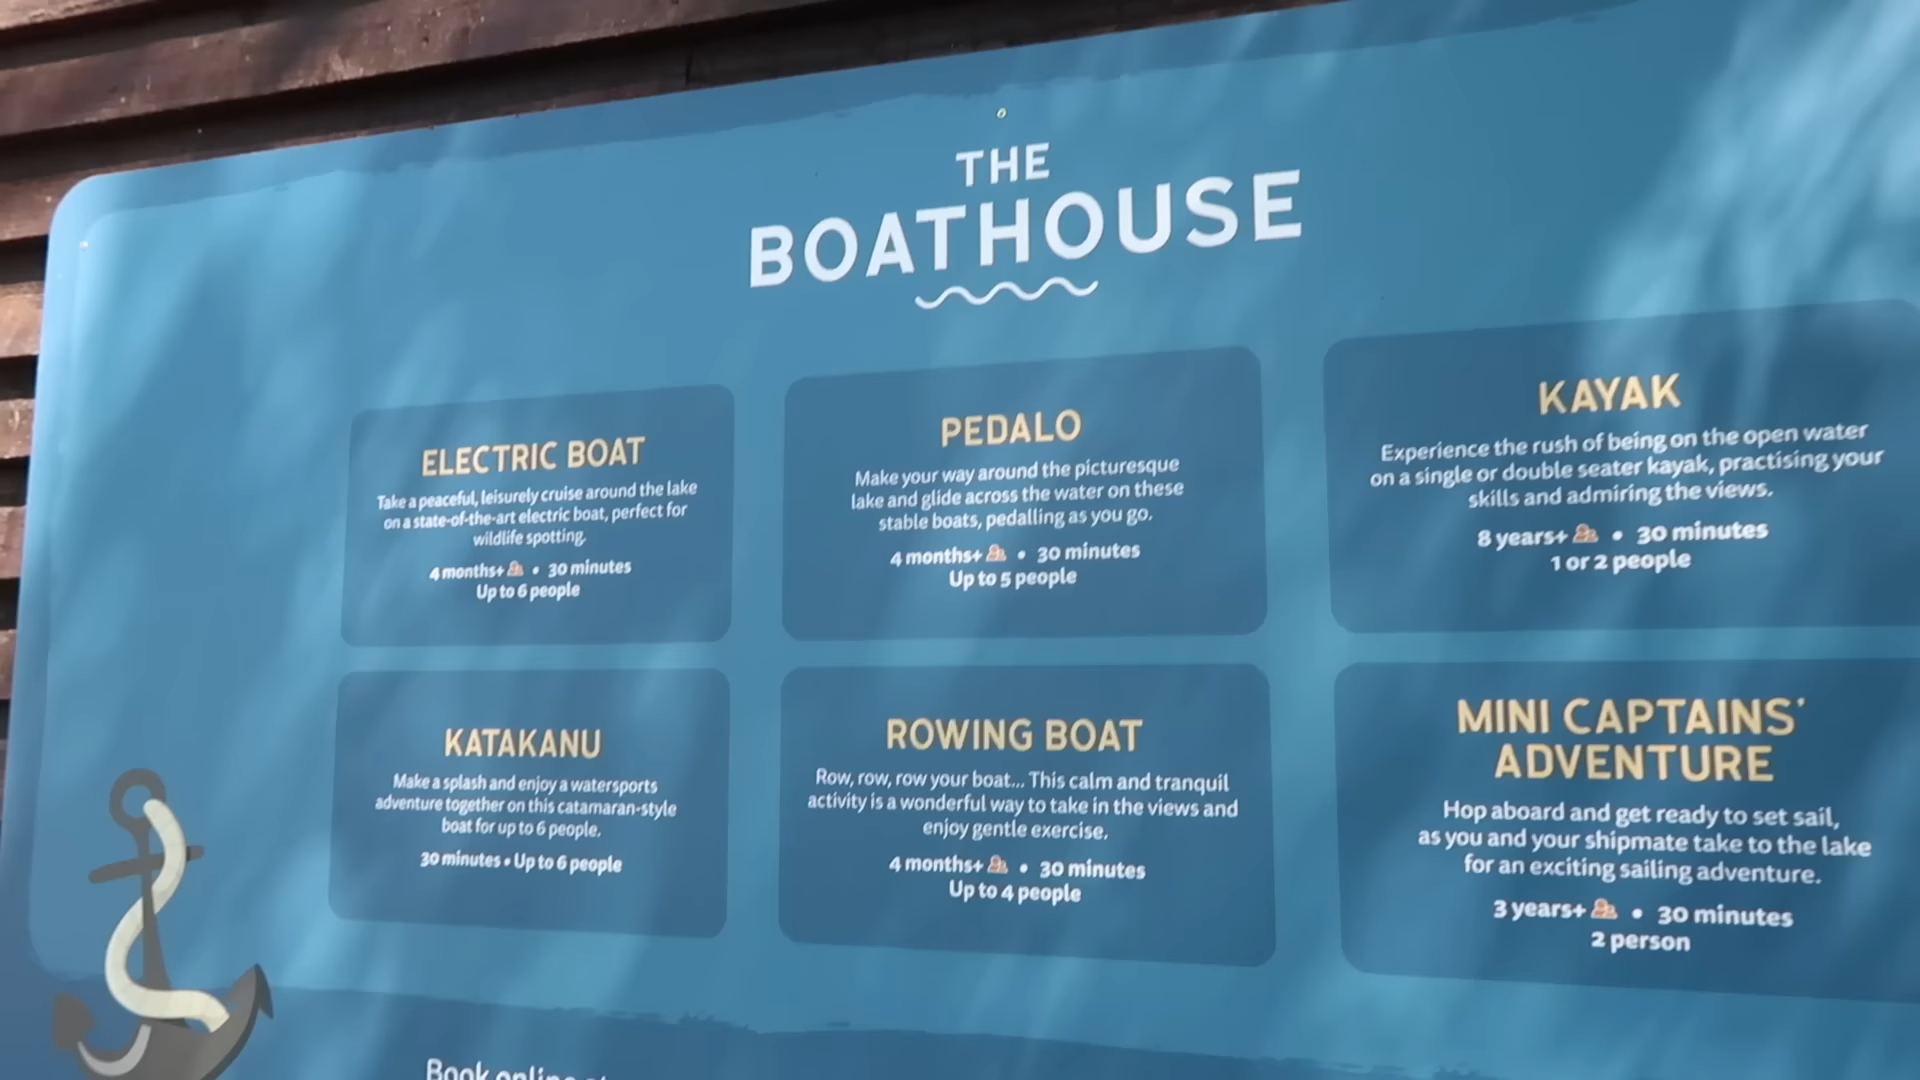 THE
BOATHOUSE
ELECTRIC BOAT
Take a peaceful, leisurely cruise around the lake
on a state-of-the-art electric boat, perfect for
wildlife spotting.
4 months+ • 30 minutes
Up to 6 people
PEDALO
Make your way around the picturesque
lake and glide across the water on these
stable boats, pedalling as you go.
4 months+ • 30 minutes
Up to 5 people
KAYAK
Experience the rush of being on the open water
on a single or double seater kayak, practising your
skills and admiring the views.
8 years+ • 30 minutes
1 or 2 people
KATAKANU
Make a splash and enjoy a watersports
adventure together on this catamaran-style
boat for up to 6 people.
30 minutes • Up to 6 people
ROWING BOAT
Row, row, row your boat... This calm and tranquil
activity is a wonderful way to take in the views and
enjoy gentle exercise.
4 months+ • 30 minutes
Up to 4 people
MINI CAPTAINS'
ADVENTURE
Hop aboard and get ready to set sail,
as you and your shipmate take to the lake
for an exciting sailing adventure.
3 years+ • 30 minutes
2 person
Book online